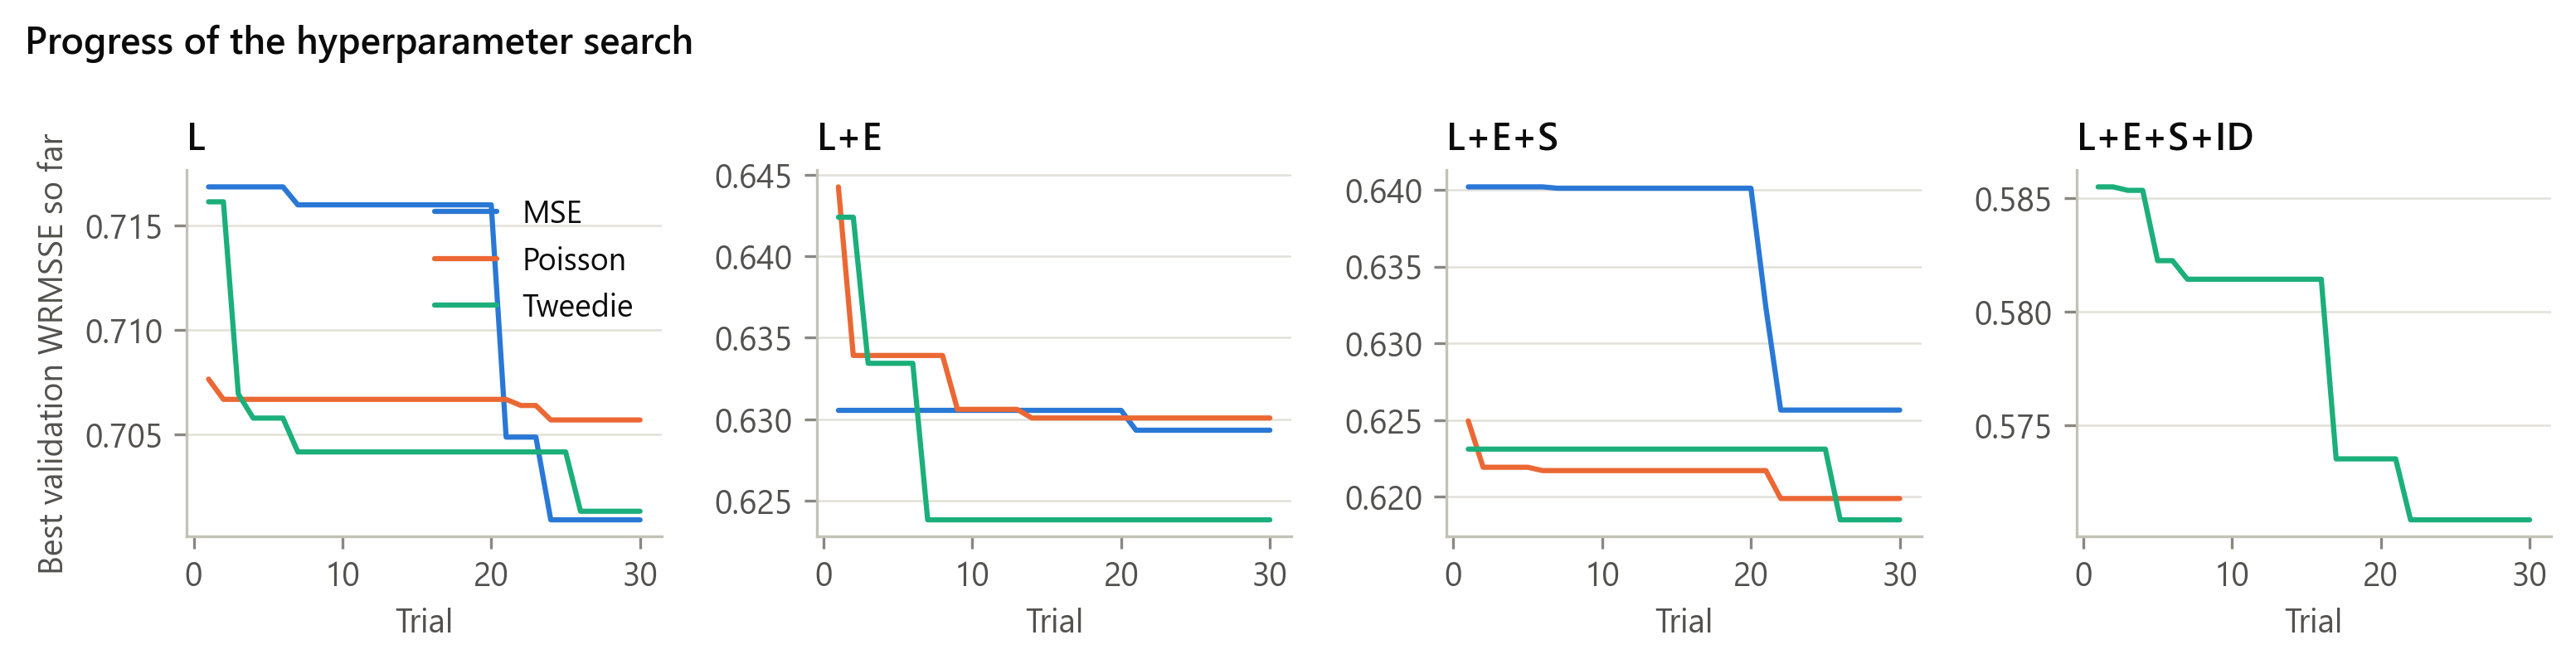 Progress of the hyperparameter search
L
L+E
L+E+S
L+E+S+ID
Best validation WRMSSE so far
0.715
0.710
0.705
MSE
Poisson
Tweedie
0
10
20
30
Trial
0.645
0.640
0.635
0.630
0.625
0
10
20
30
Trial
0.640
0.635
0.630
0.625
0.620
0
10
20
30
Trial
0.585
0.580
0.575
0
10
20
30
Trial